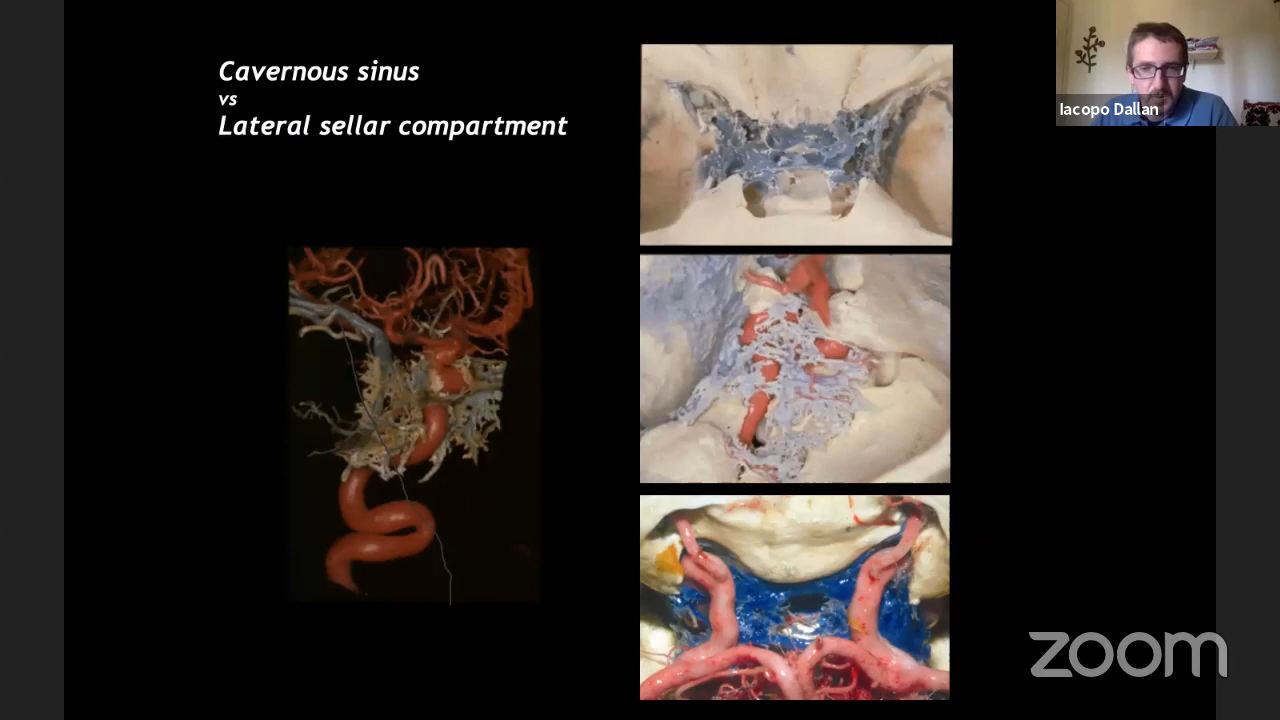 Cavernous sinus
vs
Lateral sellar compartment
Iacopo Dallan
zoom